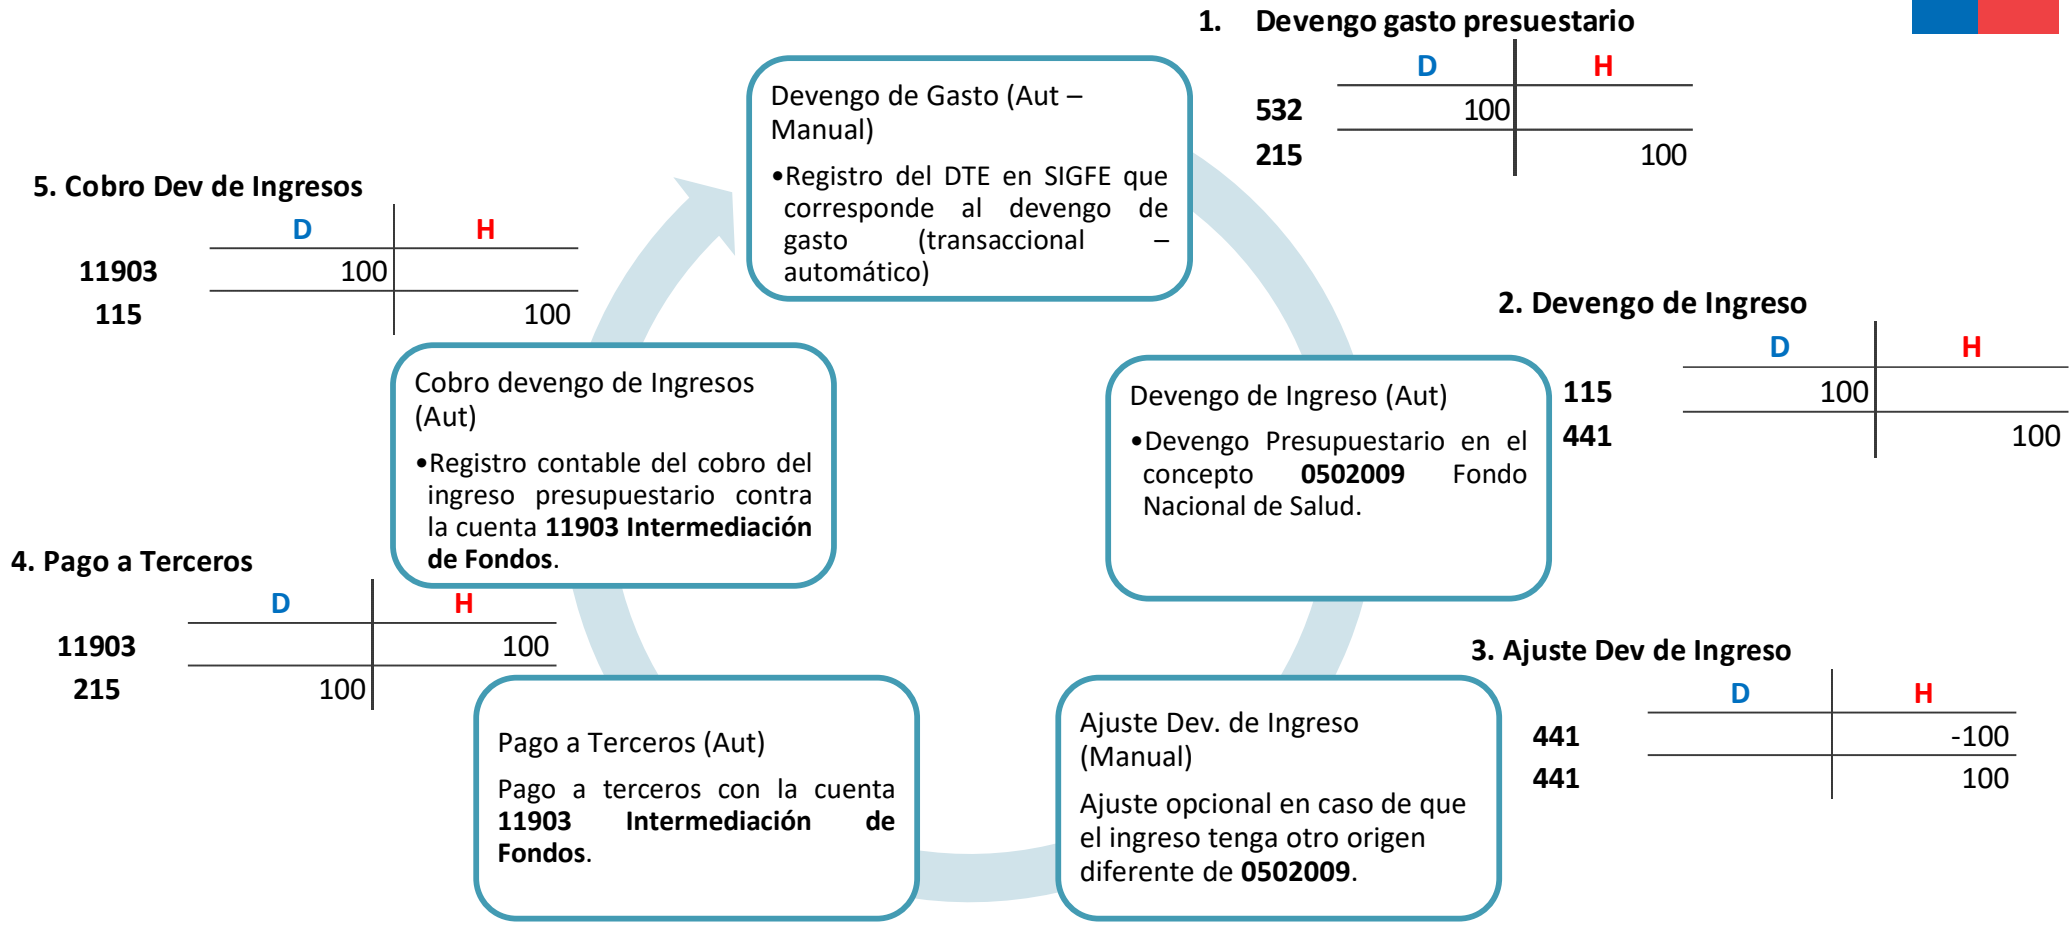 1. Devengo gasto presuestario
D H
532 100
215 100
Devengo de Gasto (Aut –
Manual)
•Registro del DTE en SIGFE que
corresponde al devengo de
gasto (transaccional –
automático)
2. Devengo de Ingreso
D H
115 100
441 100
Devengo de Ingreso (Aut)
•Devengo Presupuestario en el
concepto 0502009 Fondo
Nacional de Salud.
3. Ajuste Dev de Ingreso
D H
441 -100
441 100
Ajuste Dev. de Ingreso
(Manual)
Ajuste opcional en caso de que
el ingreso tenga otro origen
diferente de 0502009.
4. Pago a Terceros
D H
11903 100
215 100
Pago a Terceros (Aut)
Pago a terceros con la cuenta
11903 Intermediación de
Fondos.
5. Cobro Dev de Ingresos
D H
11903 100
115 100
Cobro devengo de Ingresos
(Aut)
•Registro contable del cobro del
ingreso presupuestario contra
la cuenta 11903 Intermediación
de Fondos.